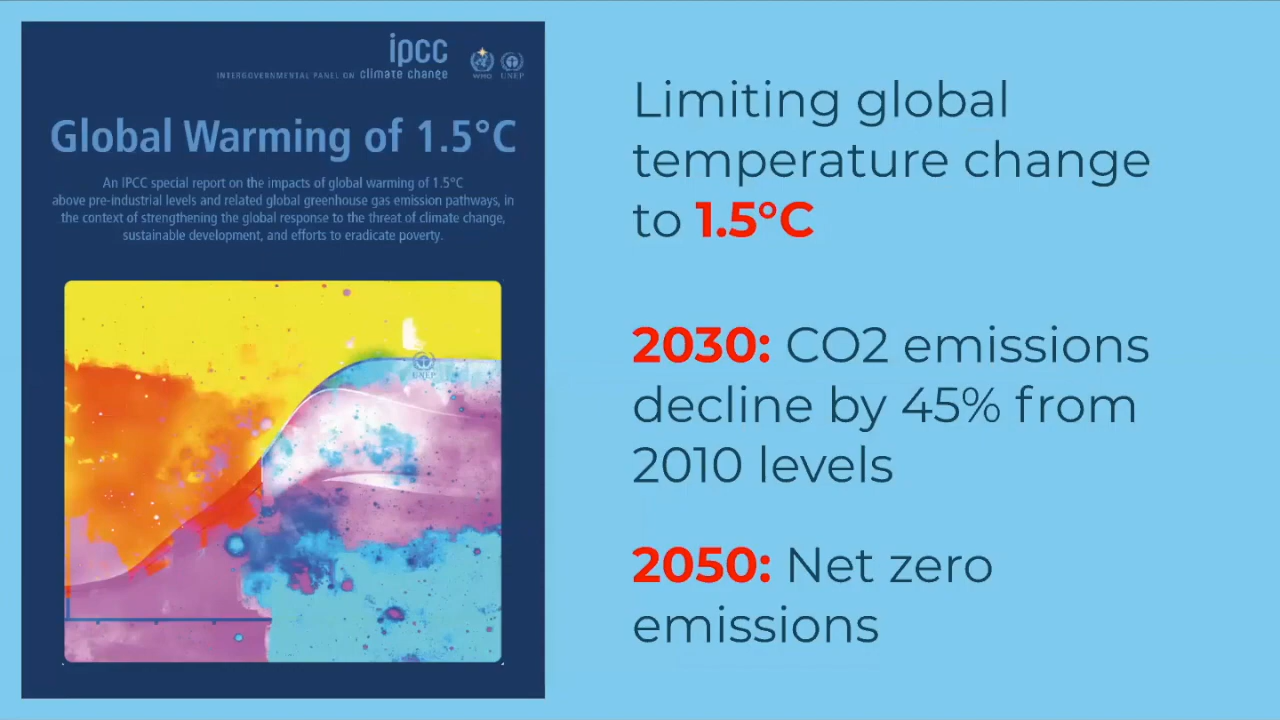 ipcc
INTERGOVERNMENTAL PANEL ON climate change
WMO
UNEP
Global Warming of 1.5°C
An IPCC special report on the impacts of global warming of 1.5°C
above pre-industrial levels and related global greenhouse gas emission pathways, in
the context of strengthening the global response to the threat of climate change,
sustainable development, and efforts to eradicate poverty.
UNEP
Limiting global
temperature change
to 1.5°C
2030: CO2 emissions
decline by 45% from
2010 levels
2050: Net zero
emissions